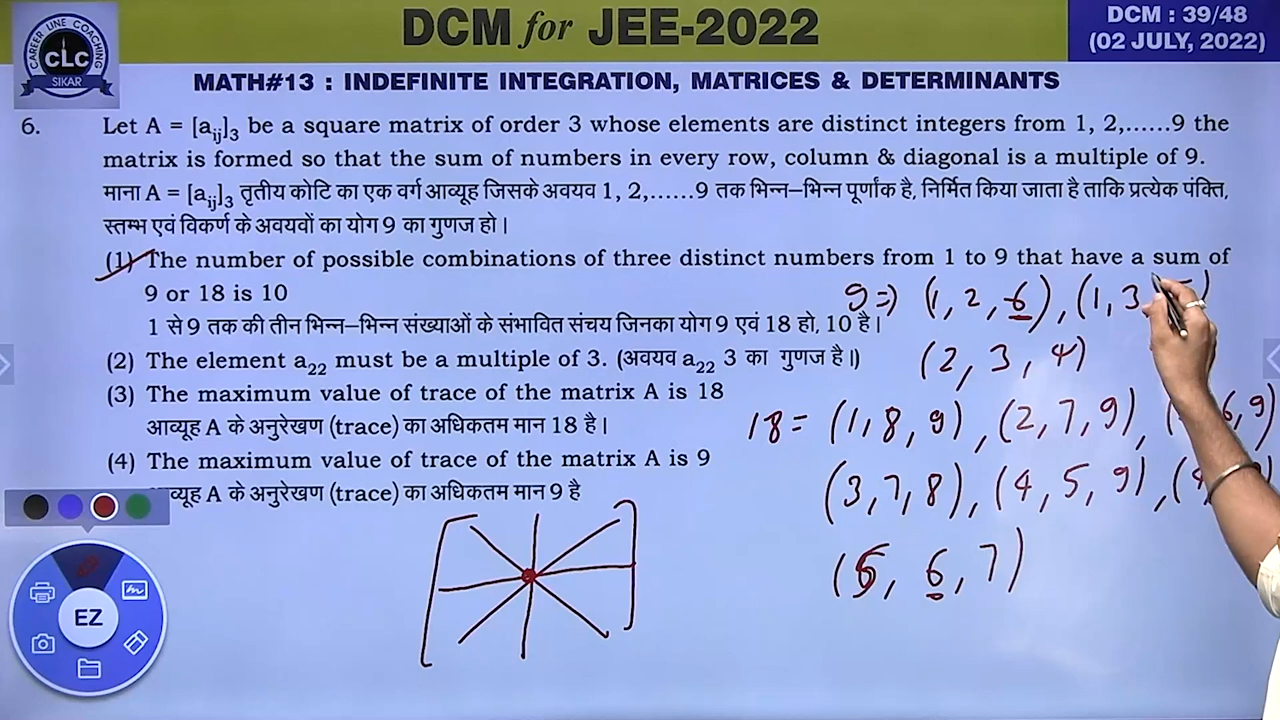 CAREER LINE COACHING
CLC
SIKAR
DCM for JEE-2022
DCM : 39/48
(02 JULY, 2022)
MATH#13 : INDEFINITE INTEGRATION, MATRICES & DETERMINANTS
6. Let A = [aij]3 be a square matrix of order 3 whose elements are distinct integers from 1, 2,......9 the
matrix is formed so that the sum of numbers in every row, column & diagonal is a multiple of 9.
माना A = [aij]3 तृतीय कोटि का एक वर्ग आव्यूह जिसके अवयव 1, 2,......9 तक भिन्न–भिन्न पूर्णांक है, निर्मित किया जाता है ताकि प्रत्येक पंक्ति,
स्तम्भ एवं विकर्ण के अवयवों का योग 9 का गुणज हो।
(1) The number of possible combinations of three distinct numbers from 1 to 9 that have a sum of
9 or 18 is 10
9 => (1, 2, 6), (1, 3
1 से 9 तक की तीन भिन्न–भिन्न संख्याओं के संभावित संचय जिनका योग 9 एवं 18 हो, 10 है।
(2) The element a22 must be a multiple of 3. (अवयव a22 3 का गुणज है।)
(2, 3, 4)
(3) The maximum value of trace of the matrix A is 18
आव्यूह A के अनुरेखण (trace) का अधिकतम मान 18 है।
18 = (1, 8, 9), (2, 7, 9), ( 6, 9)
(4) The maximum value of trace of the matrix A is 9
आव्यूह A के अनुरेखण (trace) का अधिकतम मान 9 है
(3, 7, 8), (4, 5, 9), (4,
(5, 6, 7)
EZ